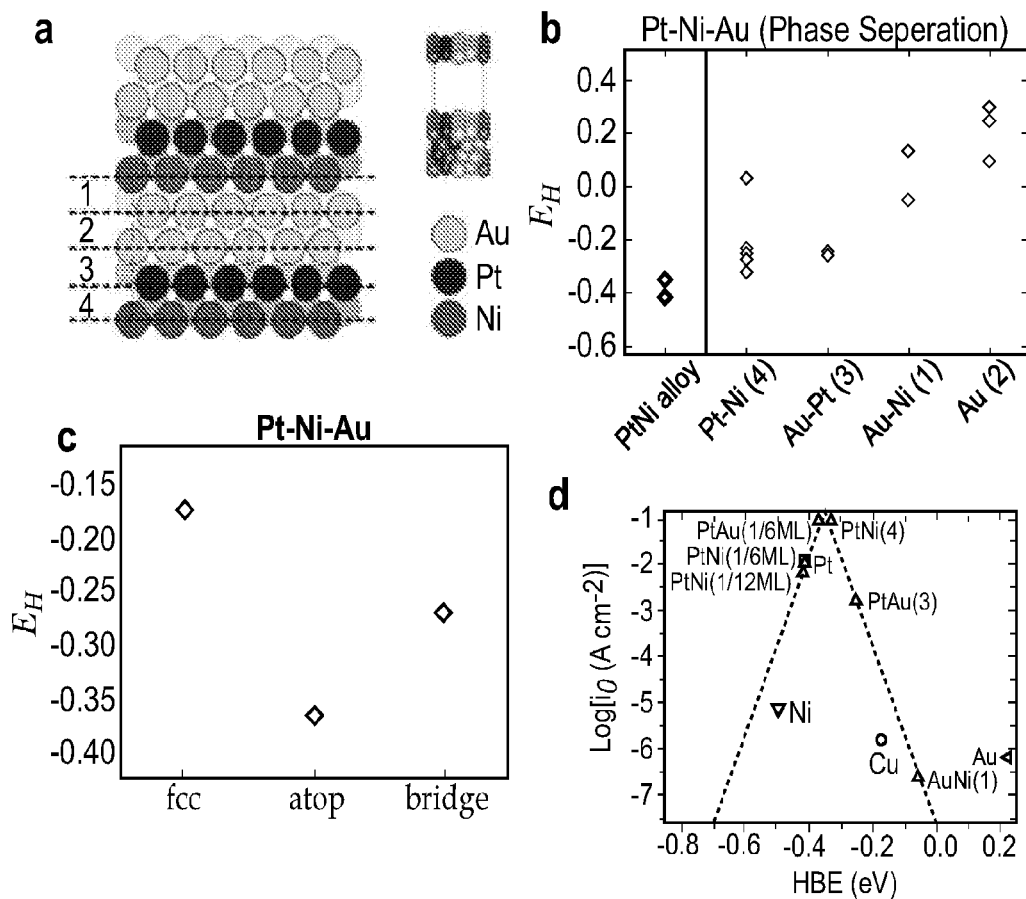 a
1
2
3
4
Au
Pt
Ni
b
Pt-Ni-Au (Phase Seperation)
E_H
0.4
0.2
0.0
-0.2
-0.4
-0.6
PtNi alloy
Pt-Ni (4)
Au-Pt (3)
Au-Ni (1)
Au (2)
c
Pt-Ni-Au
E_H
-0.15
-0.20
-0.25
-0.30
-0.35
-0.40
fcc
atop
bridge
d
Log[i0 (A cm-2)]
-1
-2
-3
-4
-5
-6
-7
PtAu(1/6ML)
PtNi(4)
PtNi(1/6ML)
Pt
PtNi(1/12ML)
PtAu(3)
Ni
Cu
Au
AuNi(1)
-0.8
-0.6
-0.4
-0.2
0.0
0.2
HBE (eV)